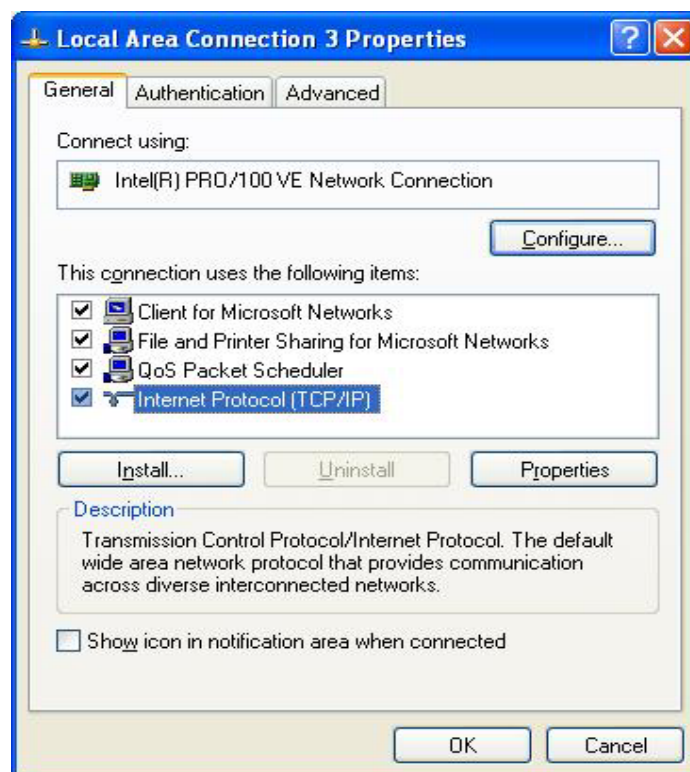 Local Area Connection 3 Properties
General Authentication Advanced
Connect using:
Intel(R) PRO/100 VE Network Connection
Configure...
This connection uses the following items:
Client for Microsoft Networks
File and Printer Sharing for Microsoft Networks
QoS Packet Scheduler
Internet Protocol (TCP/IP)
Install... Uninstall Properties
Description
Transmission Control Protocol/Internet Protocol. The default
wide area network protocol that provides communication
across diverse interconnected networks.
Show icon in notification area when connected
OK Cancel